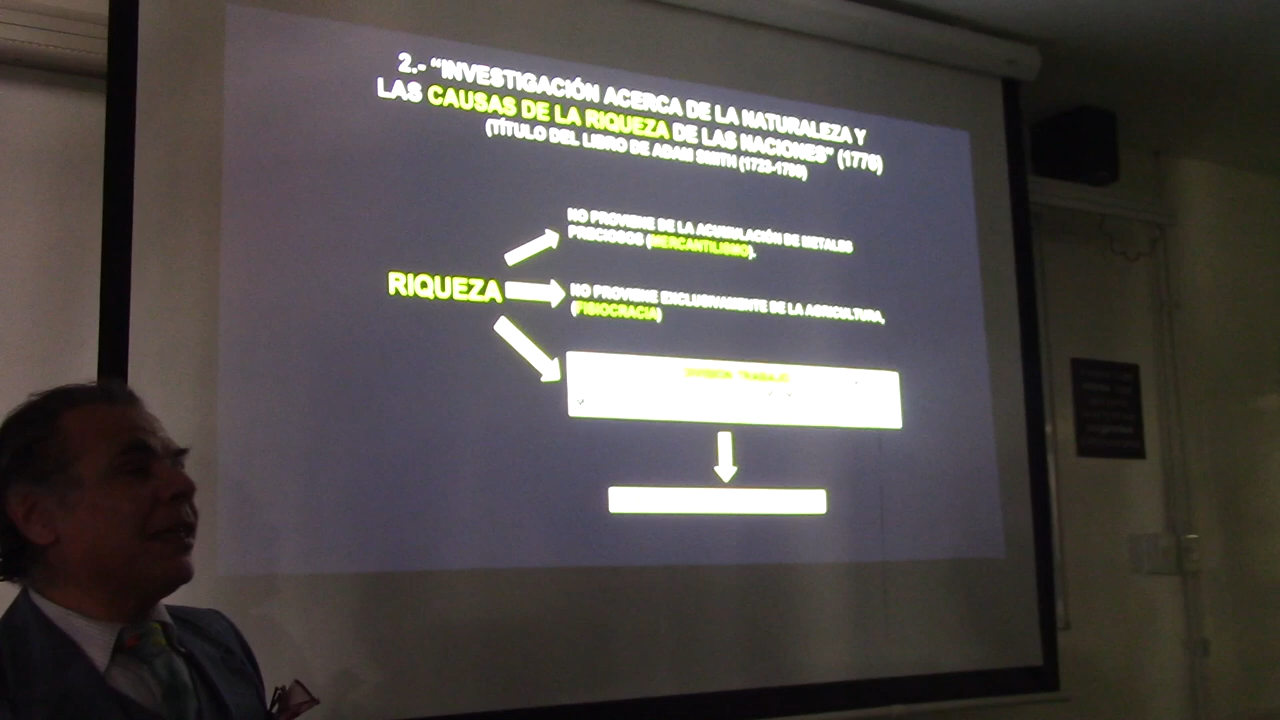 2.- “INVESTIGACIÓN ACERCA DE LA NATURALEZA Y
LAS CAUSAS DE LA RIQUEZA DE LAS NACIONES” (1776)
(TÍTULO DEL LIBRO DE ADAM SMITH (1723-1790)
NO PROVIENE DE LA ACUMULACIÓN DE METALES
PRECIOSOS (MERCANTILISMO).
RIQUEZA
NO PROVIENE EXCLUSIVAMENTE DE LA AGRICULTURA,
(FISIOCRACIA)